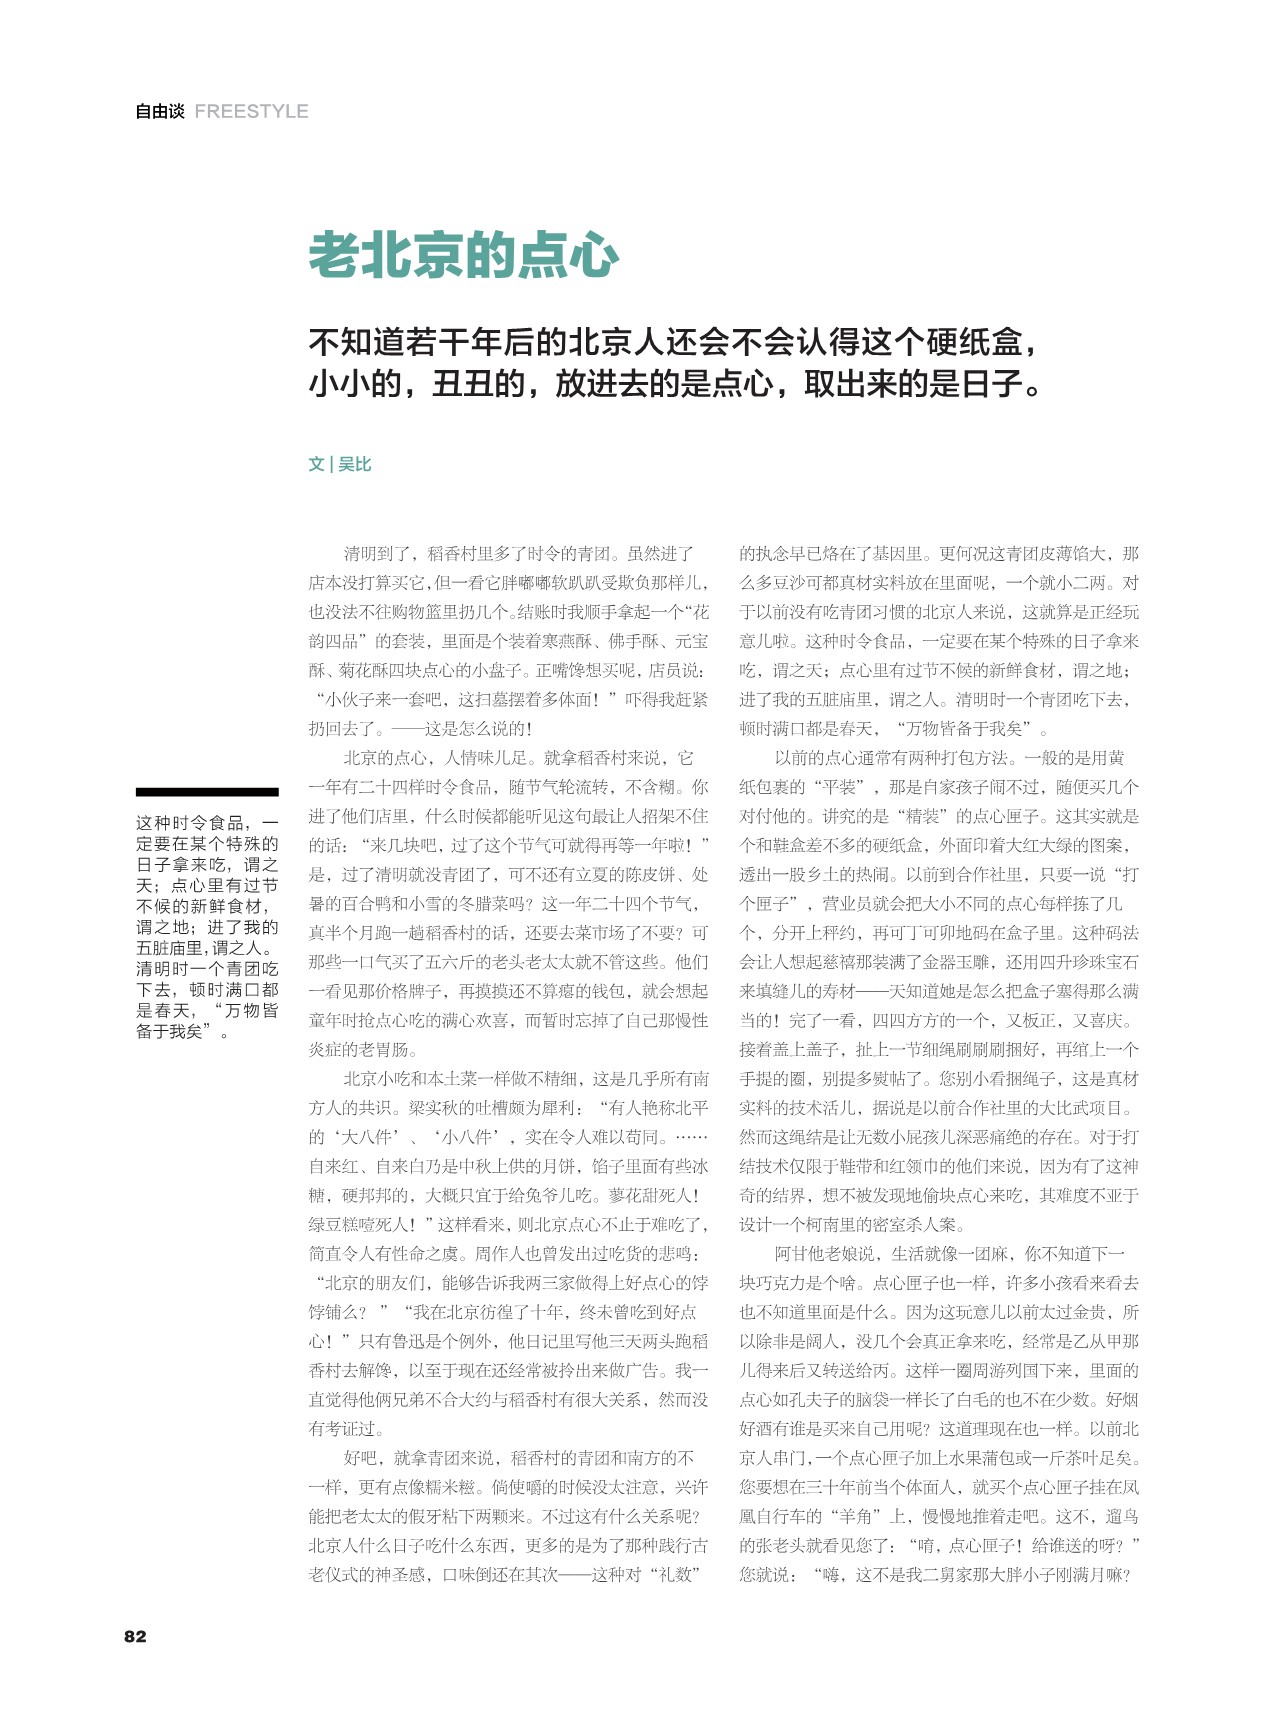 自由谈 FREESTYLE
老北京的点心
不知道若干年后的北京人还会不会认得这个硬纸盒，
小小的，丑丑的，放进去的是点心，取出来的是日子。
文 | 吴比
清明到了，稻香村里多了时令的青团。虽然进了
店本没打算买它，但一看它胖嘟嘟软趴趴受欺负那样儿，
也没法不往购物篮里扔几个。结账时我顺手拿起一个“花
韵四品”的套装，里面是个装着寒燕酥、佛手酥、元宝
酥、菊花酥四块点心的小盘子。正嘴馋想买呢，店员说：
“小伙子来一套吧，这扫墓摆着多体面！”吓得我赶紧
扔回去了。——这是怎么说的！
北京的点心，人情味儿足。就拿稻香村来说，它
一年有二十四样时令食品，随节气轮流转，不含糊。你
进了他们店里，什么时候都能听见这句最让人招架不住
的话：“来几块吧，过了这个节气可就得再等一年啦！”
是，过了清明就没青团了，可不还有立夏的陈皮饼、处
暑的百合鸭和小雪的冬腊菜吗？这一年二十四个节气，
真半个月跑一趟稻香村的话，还要去菜市场了不要？可
那些一口气买了五六斤的老头老太太就不管这些。他们
一看见那价格牌子，再摸摸还不算瘪的钱包，就会想起
童年时抢点心吃的满心欢喜，而暂时忘掉了自己那慢性
炎症的老胃肠。
北京小吃和本土菜一样做不精细，这是几乎所有南
方人的共识。梁实秋的吐槽颇为犀利：“有人艳称北平
的‘大八件’、‘小八件’，实在令人难以苟同。……
自来红、自来白乃是中秋上供的月饼，馅子里面有些冰
糖，硬邦邦的，大概只宜于给兔爷儿吃。蓼花甜死人！
绿豆糕噎死人！”这样看来，则北京点心不止于难吃了，
简直令人有性命之虞。周作人也曾发出过吃货的悲鸣：
“北京的朋友们，能够告诉我两三家做得上好点心的饽
饽铺么？”“我在北京彷徨了十年，终未曾吃到好点
心！”只有鲁迅是个例外，他日记里写他三天两头跑稻
香村去解馋，以至于现在还经常被拎出来做广告。我一
直觉得他俩兄弟不合大约与稻香村有很大关系，然而没
有考证过。
好吧，就拿青团来说，稻香村的青团和南方的不
一样，更有点像糯米糍。倘使嚼的时候没太注意，兴许
能把老太太的假牙粘下两颗来。不过这有什么关系呢？
北京人什么日子吃什么东西，更多的是为了那种践行古
老仪式的神圣感，口味倒还在其次——这种对“礼数”
的执念早已烙在了基因里。更何况这青团皮薄馅大，那
么多豆沙可都真材实料放在里面呢，一个就小二两。对
于以前没有吃青团习惯的北京人来说，这就算是正经玩
意儿啦。这种时令食品，一定要在某个特殊的日子拿来
吃，谓之天；点心里有过节不候的新鲜食材，谓之地；
进了我的五脏庙里，谓之人。清明时一个青团吃下去，
顿时满口都是春天，“万物皆备于我矣”。
以前的点心通常有两种打包方法。一般的是用黄
纸包裹的“平装”，那是自家孩子闹不过，随便买几个
对付他的。讲究的是“精装”的点心匣子。这其实就是
个和鞋盒差不多的硬纸盒，外面印着大红大绿的图案，
透出一股乡土的热闹。以前到合作社里，只要一说“打
个匣子”，营业员就会把大小不同的点心每样拣了几
个，分开上秤约，再可丁可卯地码在盒子里。这种码法
会让人想起慈禧那装满了金器玉雕，还用四升珍珠宝石
来填缝儿的寿材——天知道她是怎么把盒子塞得那么满
当的！完了一看，四四方方的一个，又板正，又喜庆。
接着盖上盖子，扯上一节细绳刷刷刷捆好，再绾上一个
手提的圈，别提多熨帖了。您别小看捆绳子，这是真材
实料的技术活儿，据说是以前合作社里的大比武项目。
然而这绳结是让无数小屁孩儿深恶痛绝的存在。对于打
结技术仅限于鞋带和红领巾的他们来说，因为有了这神
奇的结界，想不被发现地偷块点心来吃，其难度不亚于
设计一个柯南里的密室杀人案。
阿甘他老娘说，生活就像一团麻，你不知道下一
块巧克力是个啥。点心匣子也一样，许多小孩看来看去
也不知道里面是什么。因为这玩意儿以前太过金贵，所
以除非是阔人，没几个会真正拿来吃，经常是乙从甲那
儿得来后又转送给丙。这样一圈周游列国下来，里面的
点心如孔夫子的脑袋一样长了白毛的也不在少数。好烟
好酒有谁是买来自己用呢？这道理现在也一样。以前北
京人串门，一个点心匣子加上水果蒲包或一斤茶叶足矣。
您要想在三十年前当个体面人，就买个点心匣子挂在凤
凰自行车的“羊角”上，慢慢地推着走吧。这不，遛鸟
的张老头就看见您了：“唷，点心匣子！给谁送的呀？”
您就说：“嗨，这不是我二舅家那大胖小子刚满月嘛？
这种时令食品，一
定要在某个特殊的
日子拿来吃，谓之
天；点心里有过节
不候的新鲜食材，
谓之地；进了我的
五脏庙里，谓之人。
清明时一个青团吃
下去，顿时满口都
是春天，“万物皆
备于我矣”。
82